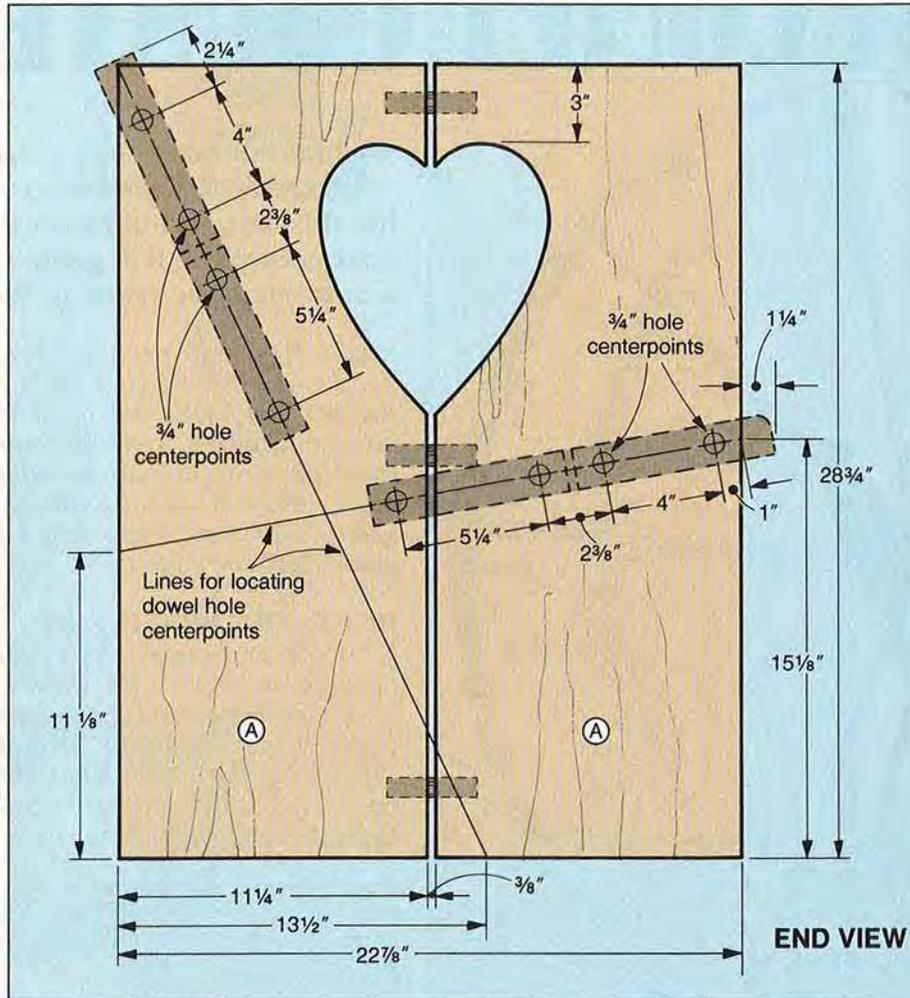 2¼"
4"
3"
2⅜"
5¼"
¾" hole
centerpoints
1¼"
¾" hole
centerpoints
28¾"
1"
4"
5¼"
2⅜"
Lines for locating
dowel hole
centerpoints
15⅛"
11 ⅛"
A
A
⅜"
11¼"
13½"
22⅞"
END VIEW